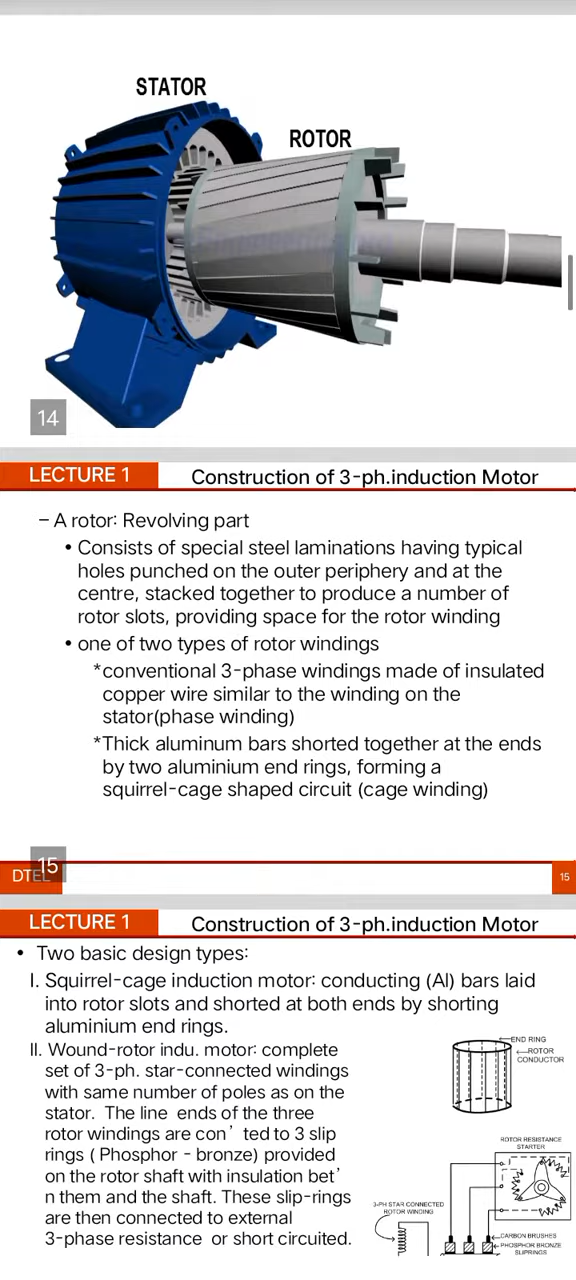 STATOR
ROTOR
14
LECTURE 1
Construction of 3-ph.induction Motor
– A rotor: Revolving part
• Consists of special steel laminations having typical
holes punched on the outer periphery and at the
centre, stacked together to produce a number of
rotor slots, providing space for the rotor winding
• one of two types of rotor windings
*conventional 3-phase windings made of insulated
copper wire similar to the winding on the
stator(phase winding)
*Thick aluminum bars shorted together at the ends
by two aluminium end rings, forming a
squirrel-cage shaped circuit (cage winding)
15
DTEL
15
LECTURE 1
Construction of 3-ph.induction Motor
• Two basic design types:
I. Squirrel-cage induction motor: conducting (Al) bars laid
into rotor slots and shorted at both ends by shorting
aluminium end rings.
II. Wound-rotor indu. motor: complete
set of 3-ph. star-connected windings
with same number of poles as on the
stator. The line ends of the three
rotor windings are con’ ted to 3 slip
rings ( Phosphor - bronze) provided
on the rotor shaft with insulation bet’
n them and the shaft. These slip-rings
are then connected to external
3-phase resistance or short circuited.
END RING
ROTOR
CONDUCTOR
ROTOR RESISTANCE
STARTER
3-PH STAR CONNECTED
ROTOR WINDING
CARBON BRUSHES
PHOSPHOR BRONZE
SLIPRINGS